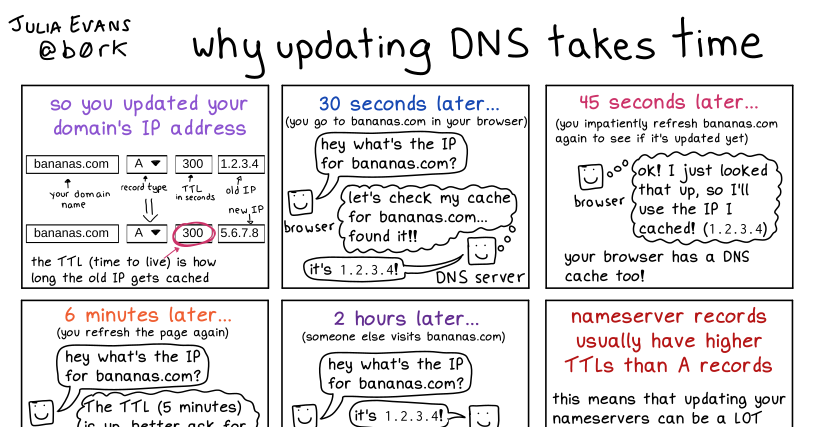 JULIA EVANS
@b0rk
why updating DNS takes time
so you updated your
domain's IP address
bananas.com A 300 1.2.3.4
your domain
name
record type
TTL
in seconds
old IP
new IP
bananas.com A 300 5.6.7.8
the TTL (time to live) is how
long the old IP gets cached
30 seconds later...
(you go to bananas.com in your browser)
hey what's the IP
for bananas.com?
browser
let's check my cache
for bananas.com...
found it!!
it's 1.2.3.4!
DNS server
45 seconds later...
(you impatiently refresh bananas.com
again to see if it's updated yet)
browser
ok! I just looked
that up, so I'll
use the IP I
cached! (1.2.3.4)
your browser has a DNS
cache too!
6 minutes later...
(you refresh the page again)
hey what's the IP
for bananas.com?
The TTL (5 minutes)
is up, better ask for
2 hours later...
(someone else visits bananas.com)
hey what's the IP
for bananas.com?
it's 1.2.3.4!
nameserver records
usually have higher
TTLs than A records
this means that updating your
nameservers can be a LOT